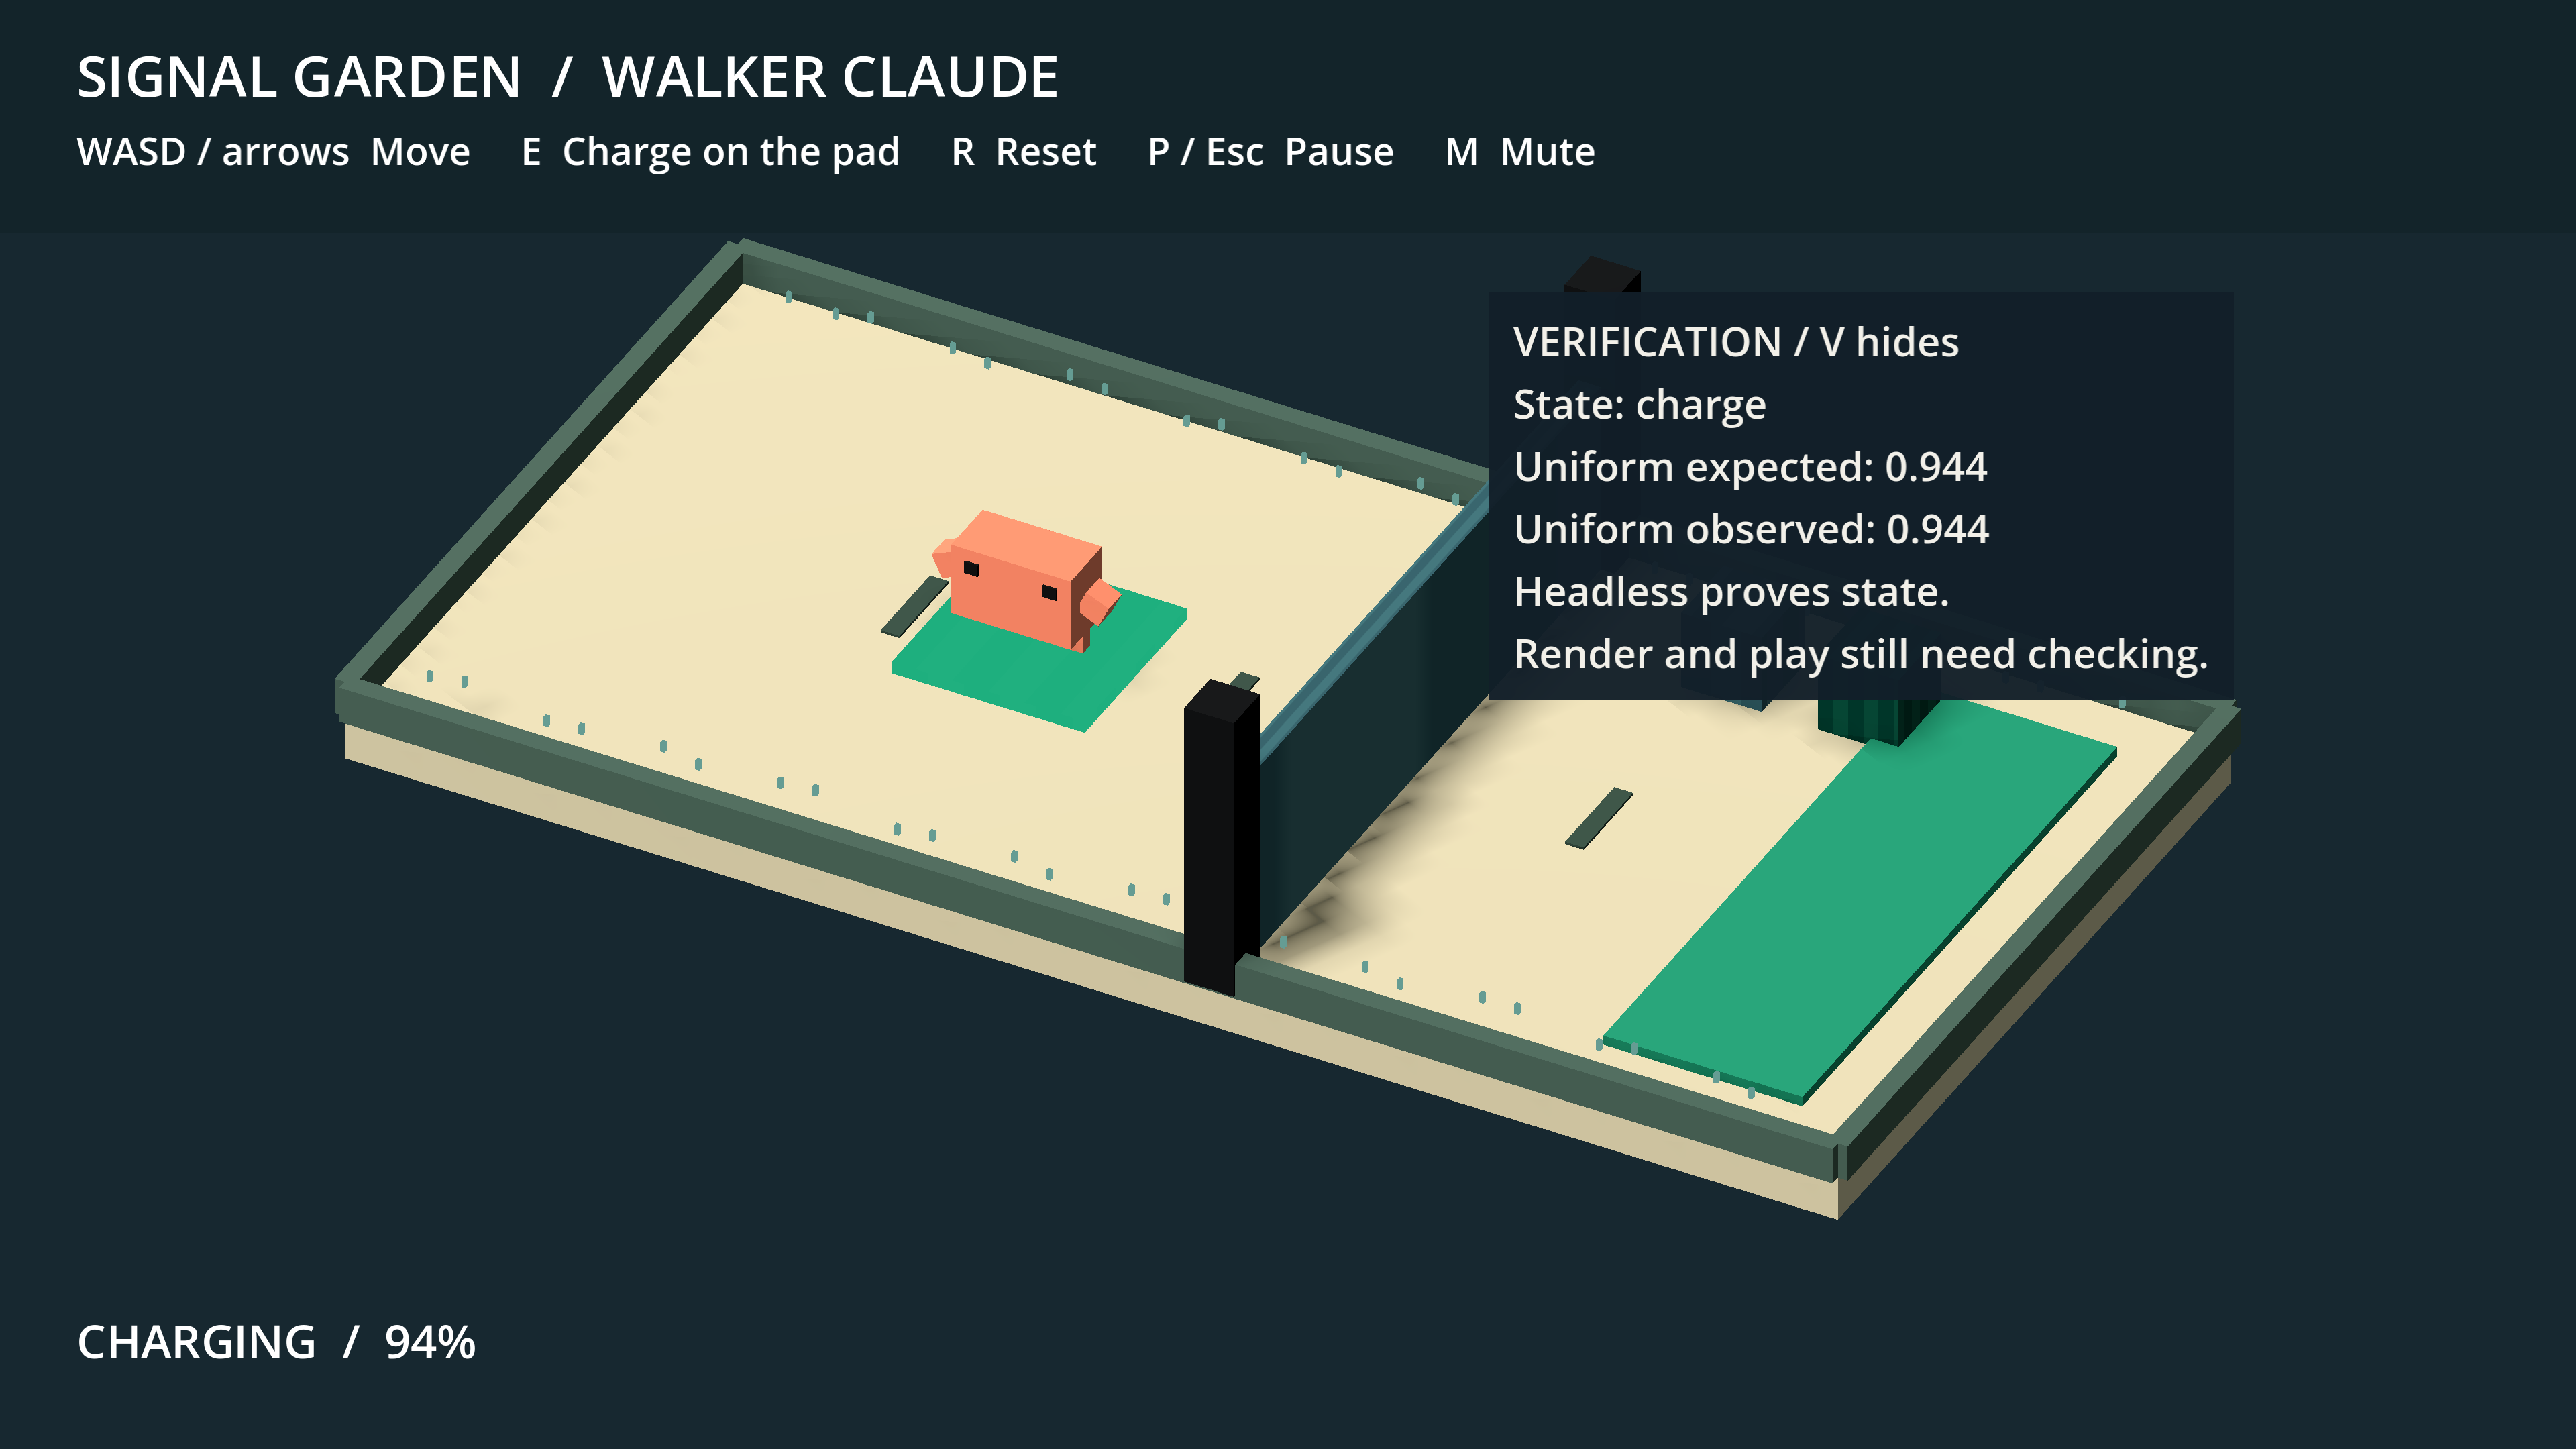 SIGNAL GARDEN / WALKER CLAUDE
WASD / arrows Move E Charge on the pad R Reset P / Esc Pause M Mute
VERIFICATION / V hides
State: charge
Uniform expected: 0.944
Uniform observed: 0.944
Headless proves state.
Render and play still need checking.
CHARGING / 94%